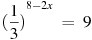 (1/3)^{8-2x} = 9